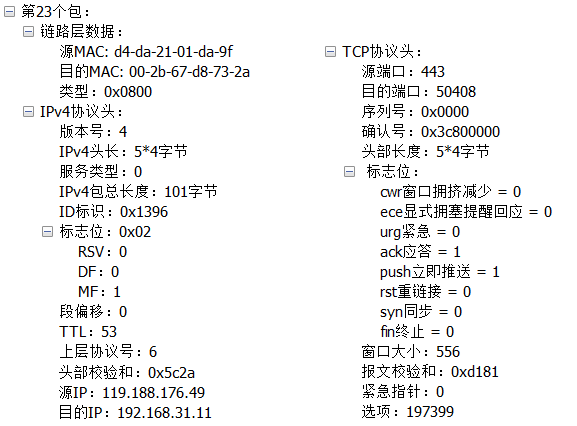 第23个包：
链路层数据：
源MAC: d4-da-21-01-da-9f
目的MAC: 00-2b-67-d8-73-2a
类型：0x0800
IPv4协议头：
版本号：4
IPv4头长：5*4字节
服务类型：0
IPv4包总长度：101字节
ID标识：0x1396
标志位：0x02
RSV：0
DF：0
MF：1
段偏移：0
TTL：53
上层协议号：6
头部校验和：0x5c2a
源IP：119.188.176.49
目的IP：192.168.31.11
TCP协议头：
源端口：443
目的端口：50408
序列号：0x0000
确认号：0x3c800000
头部长度：5*4字节
标志位：
cwr窗口拥挤减少 = 0
ece显式拥塞提醒回应 = 0
urg紧急 = 0
ack应答 = 1
push立即推送 = 1
rst重链接 = 0
syn同步 = 0
fin终止 = 0
窗口大小：556
报文校验和：0xd181
紧急指针：0
选项：197399